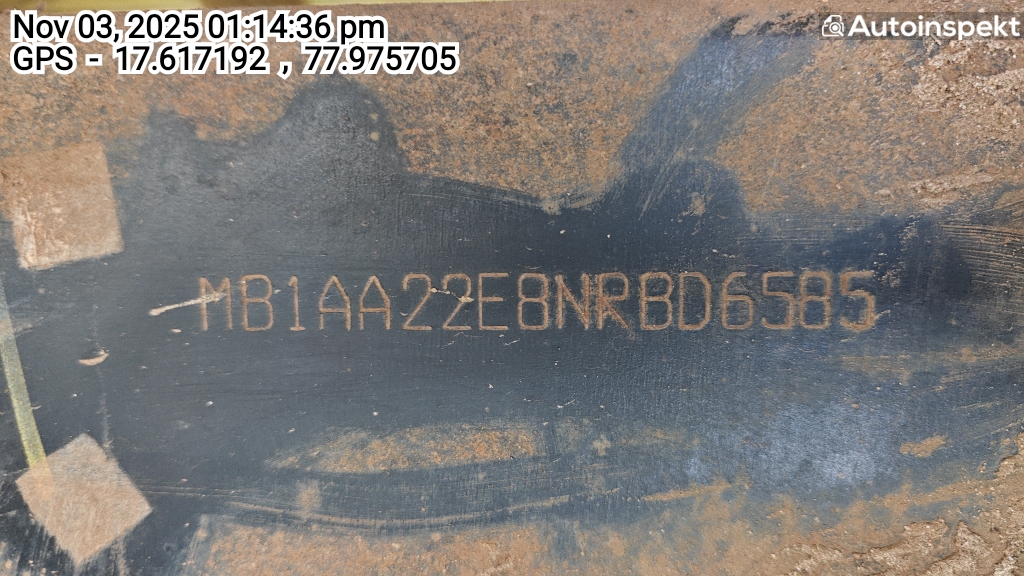 Nov 03, 2025 01:14:36 pm
GPS - 17.617192 , 77.975705
Autoinspekt
MB1AA22E8NRBD6585